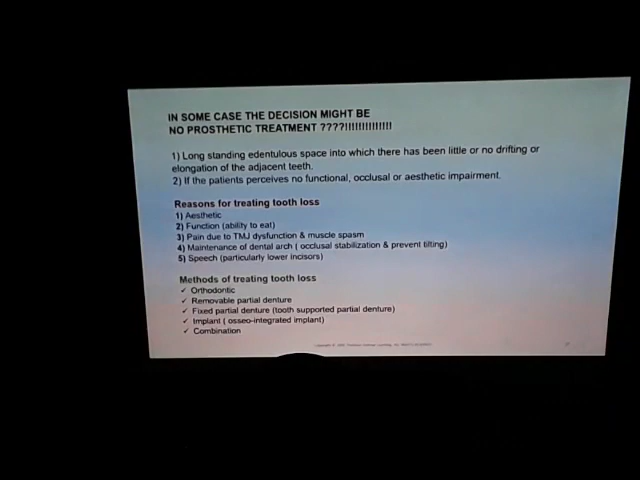 IN SOME CASE THE DECISION MIGHT BE
NO PROSTHETIC TREATMENT ????!!!!!!!!!!!!!!
1) Long standing edentulous space into which there has been little or no drifting or
elongation of the adjacent teeth.
2) If the patients perceives no functional, occlusal or aesthetic impairment.
Reasons for treating tooth loss
1) Aesthetic
2) Function (ability to eat)
3) Pain due to TMJ dysfunction & muscle spasm
4) Maintenance of dental arch ( occlusal stabilization & prevent tilting)
5) Speech (particularly lower incisors)
Methods of treating tooth loss
✓ Orthodontic
✓ Removable partial denture
✓ Fixed partial denture (tooth supported partial denture)
✓ Implant ( osseo-integrated implant)
✓ Combination